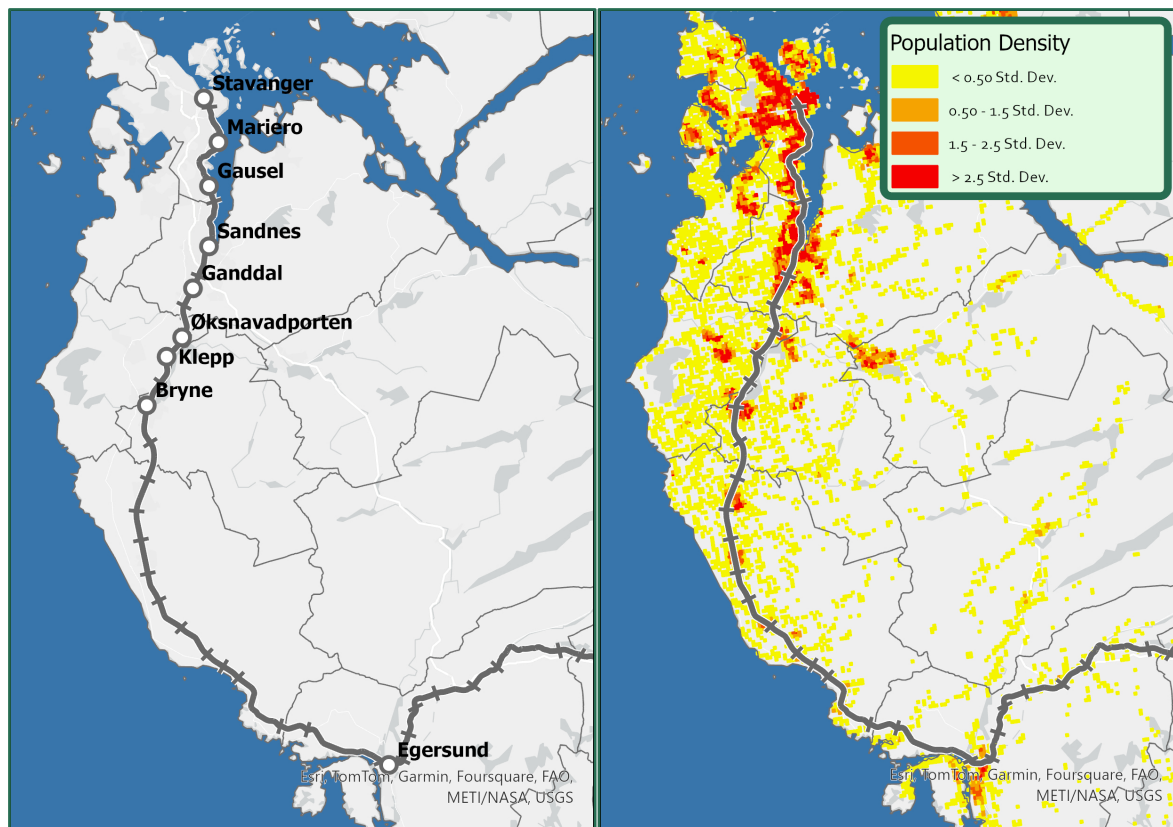 Stavanger
Mariero
Gausel
Sandnes
Ganddal
Øksnavadporten
Klepp
Bryne
Egersund
Esri, TomTom, Garmin, Foursquare, FAO,
METI/NASA, USGS
Population Density
< 0.50 Std. Dev.
0.50 - 1.5 Std. Dev.
1.5 - 2.5 Std. Dev.
> 2.5 Std. Dev.
Esri, TomTom, Garmin, Foursquare, FAO,
METI/NASA, USGS